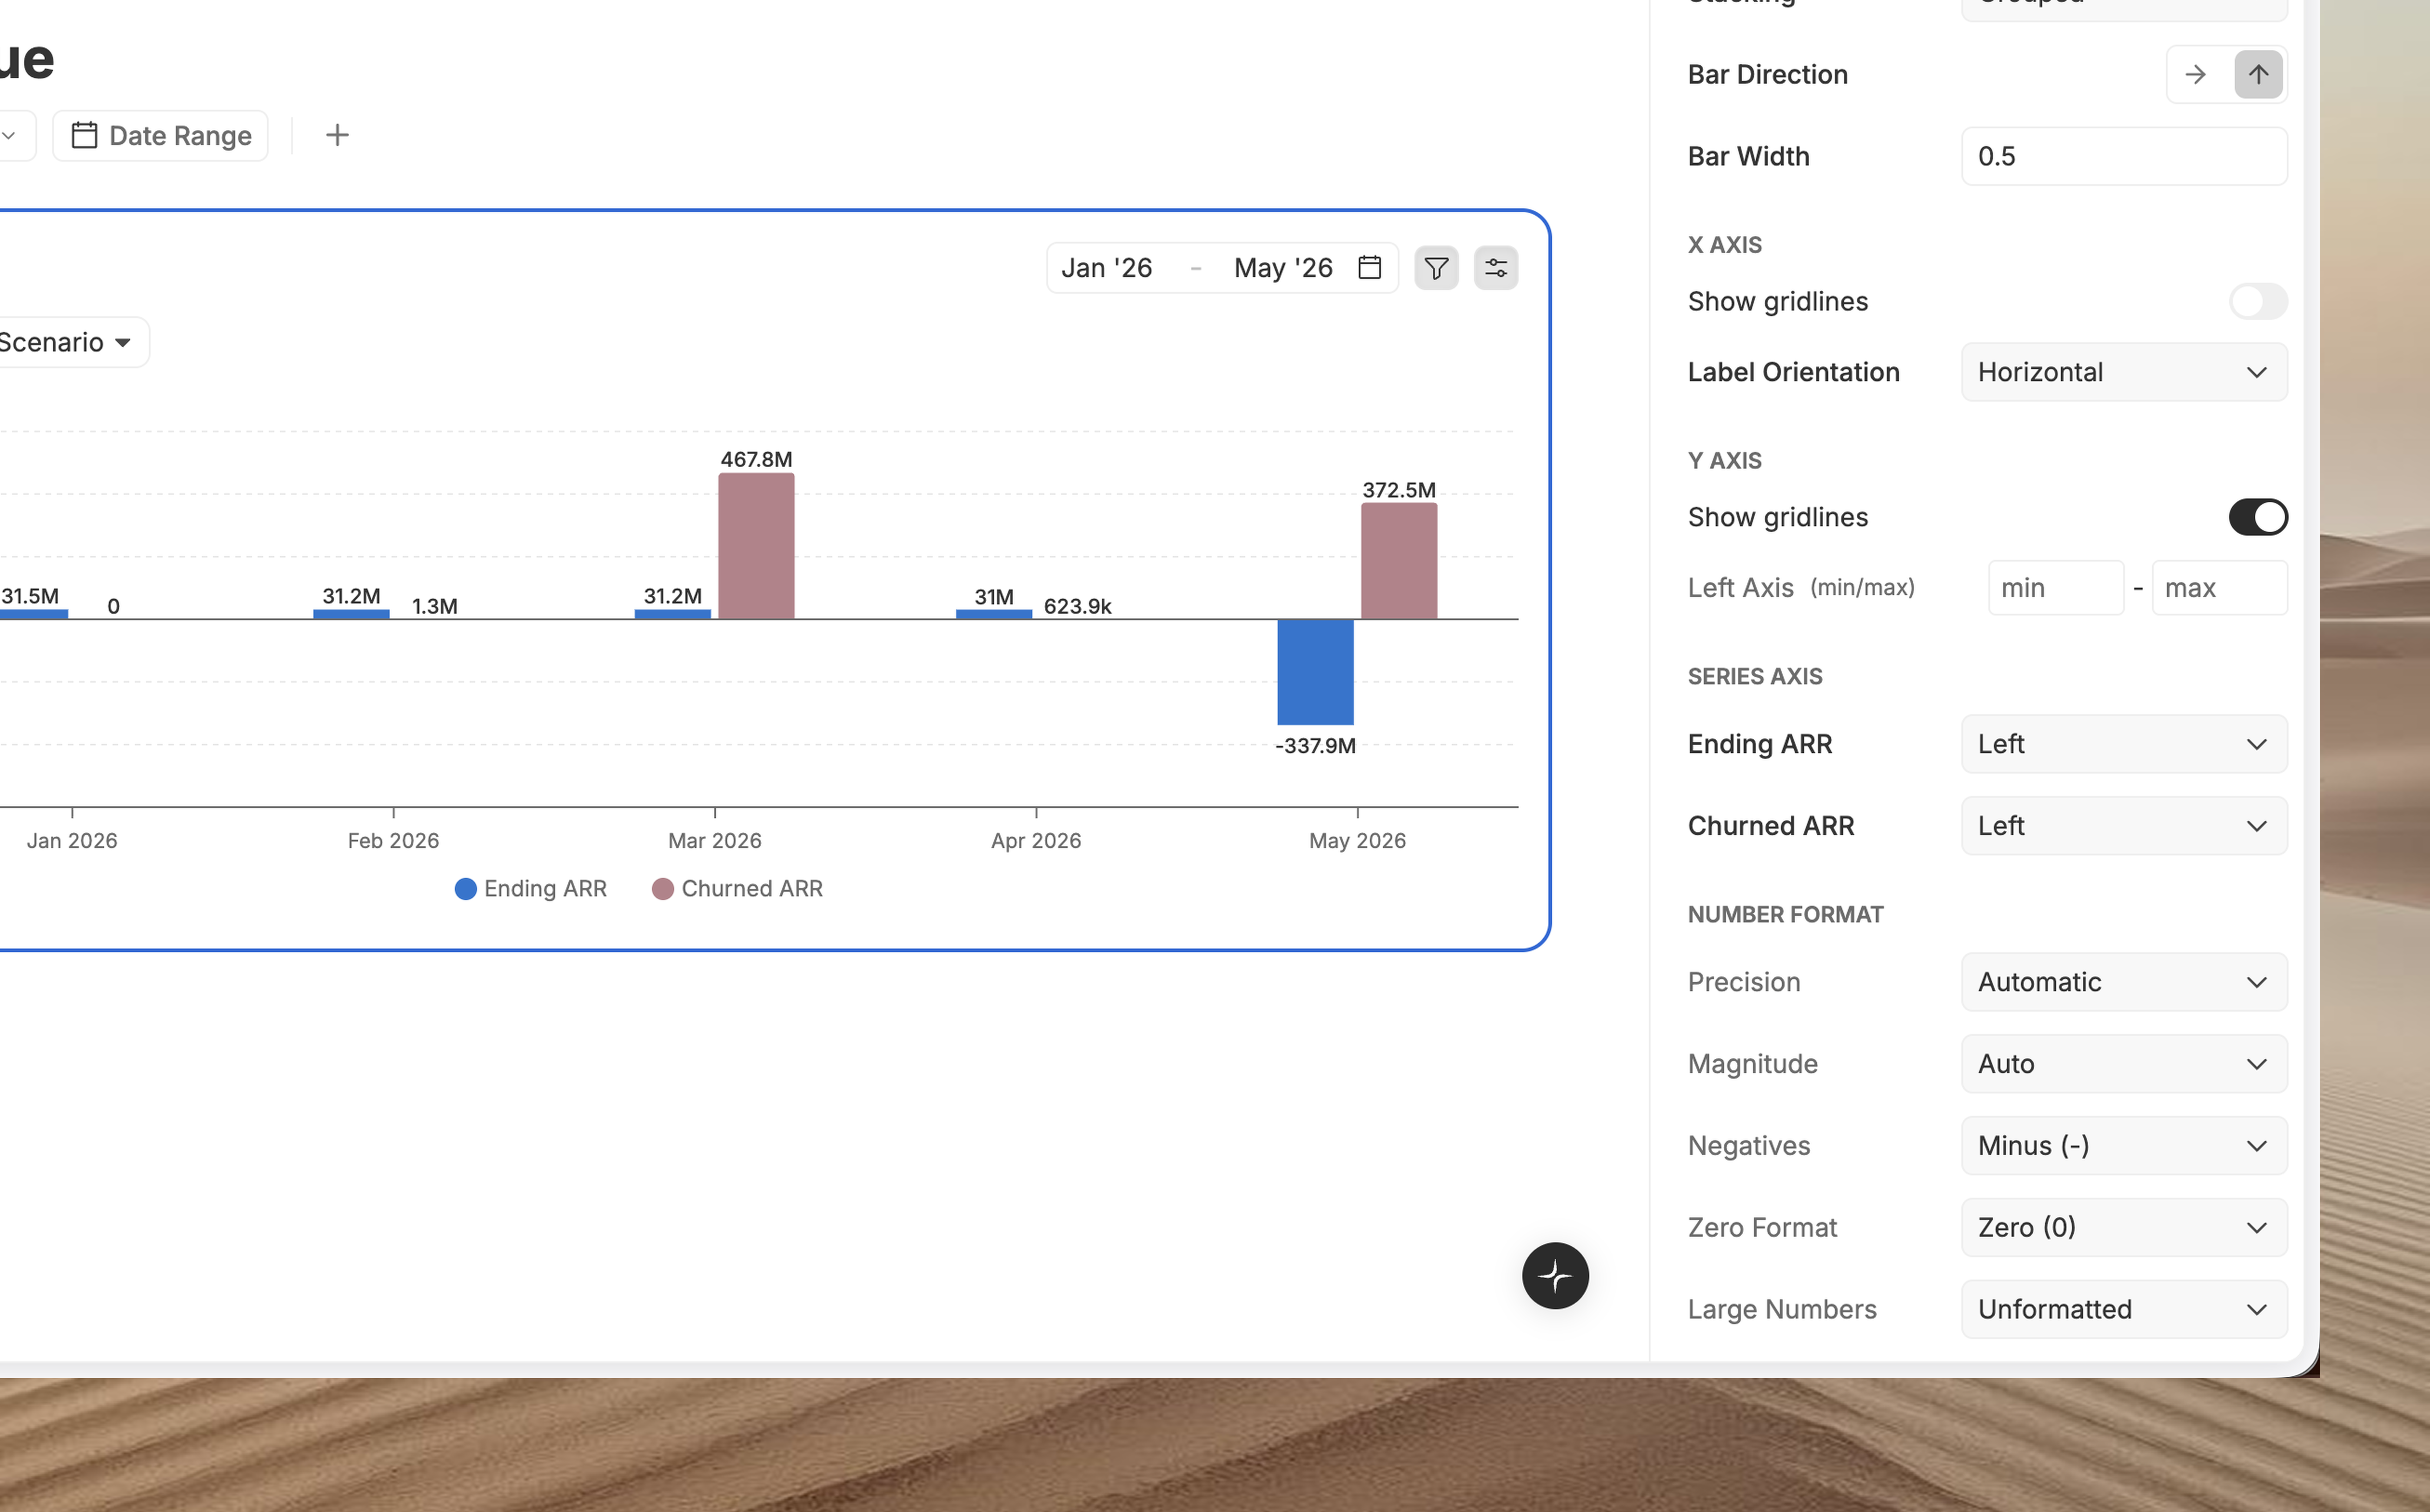 ue
Date Range
Jan '26 - May '26
Scenario
467.8M
372.5M
31.5M 0 31.2M 1.3M 31.2M 31M 623.9k
-337.9M
Jan 2026 Feb 2026 Mar 2026 Apr 2026 May 2026
Ending ARR Churned ARR
Stacking Grouped
Bar Direction
Bar Width 0.5
X AXIS
Show gridlines
Label Orientation Horizontal
Y AXIS
Show gridlines
Left Axis (min/max) min - max
SERIES AXIS
Ending ARR Left
Churned ARR Left
NUMBER FORMAT
Precision Automatic
Magnitude Auto
Negatives Minus (-)
Zero Format Zero (0)
Large Numbers Unformatted